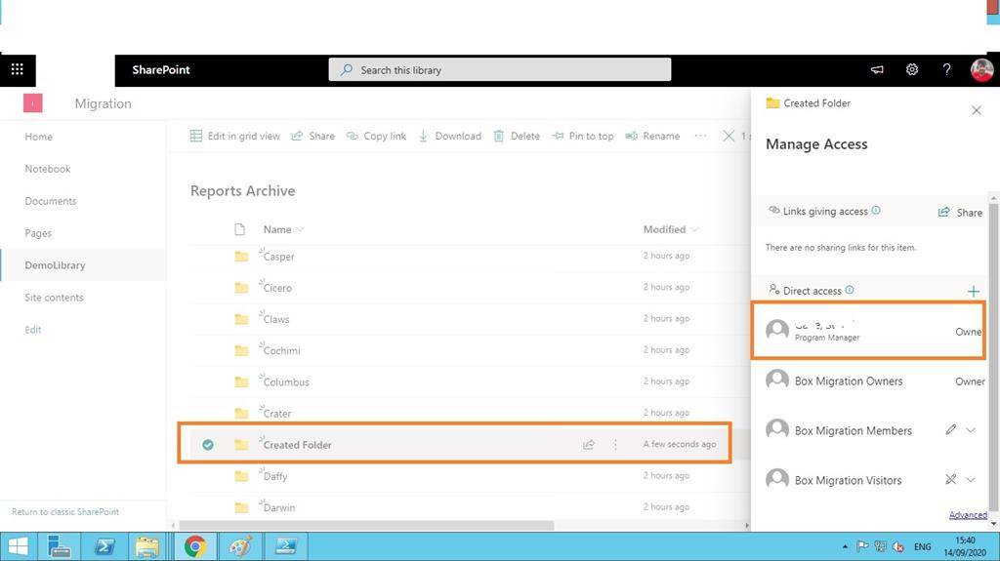 SharePoint
Search this library
?
Migration
Home
Notebook
Documents
Pages
DemoLibrary
Site contents
Edit
Return to classic SharePoint
Edit in grid view Share Copy link Download Delete Pin to top Rename ... 1
Reports Archive
Name Modified
Casper 2 hours ago
Cicero 2 hours ago
Claws 2 hours ago
Cochimi 2 hours ago
Columbus 2 hours ago
Crater 2 hours ago
Created Folder A few seconds ago
Daffy 2 hours ago
Darwin 2 hours ago
Created Folder
Manage Access
Links giving access Share
There are no sharing links for this item.
Direct access
Program Manager
Owne
Box Migration Owners Owner
Box Migration Members
Box Migration Visitors
Advanced
ENG
15:40
14/09/2020